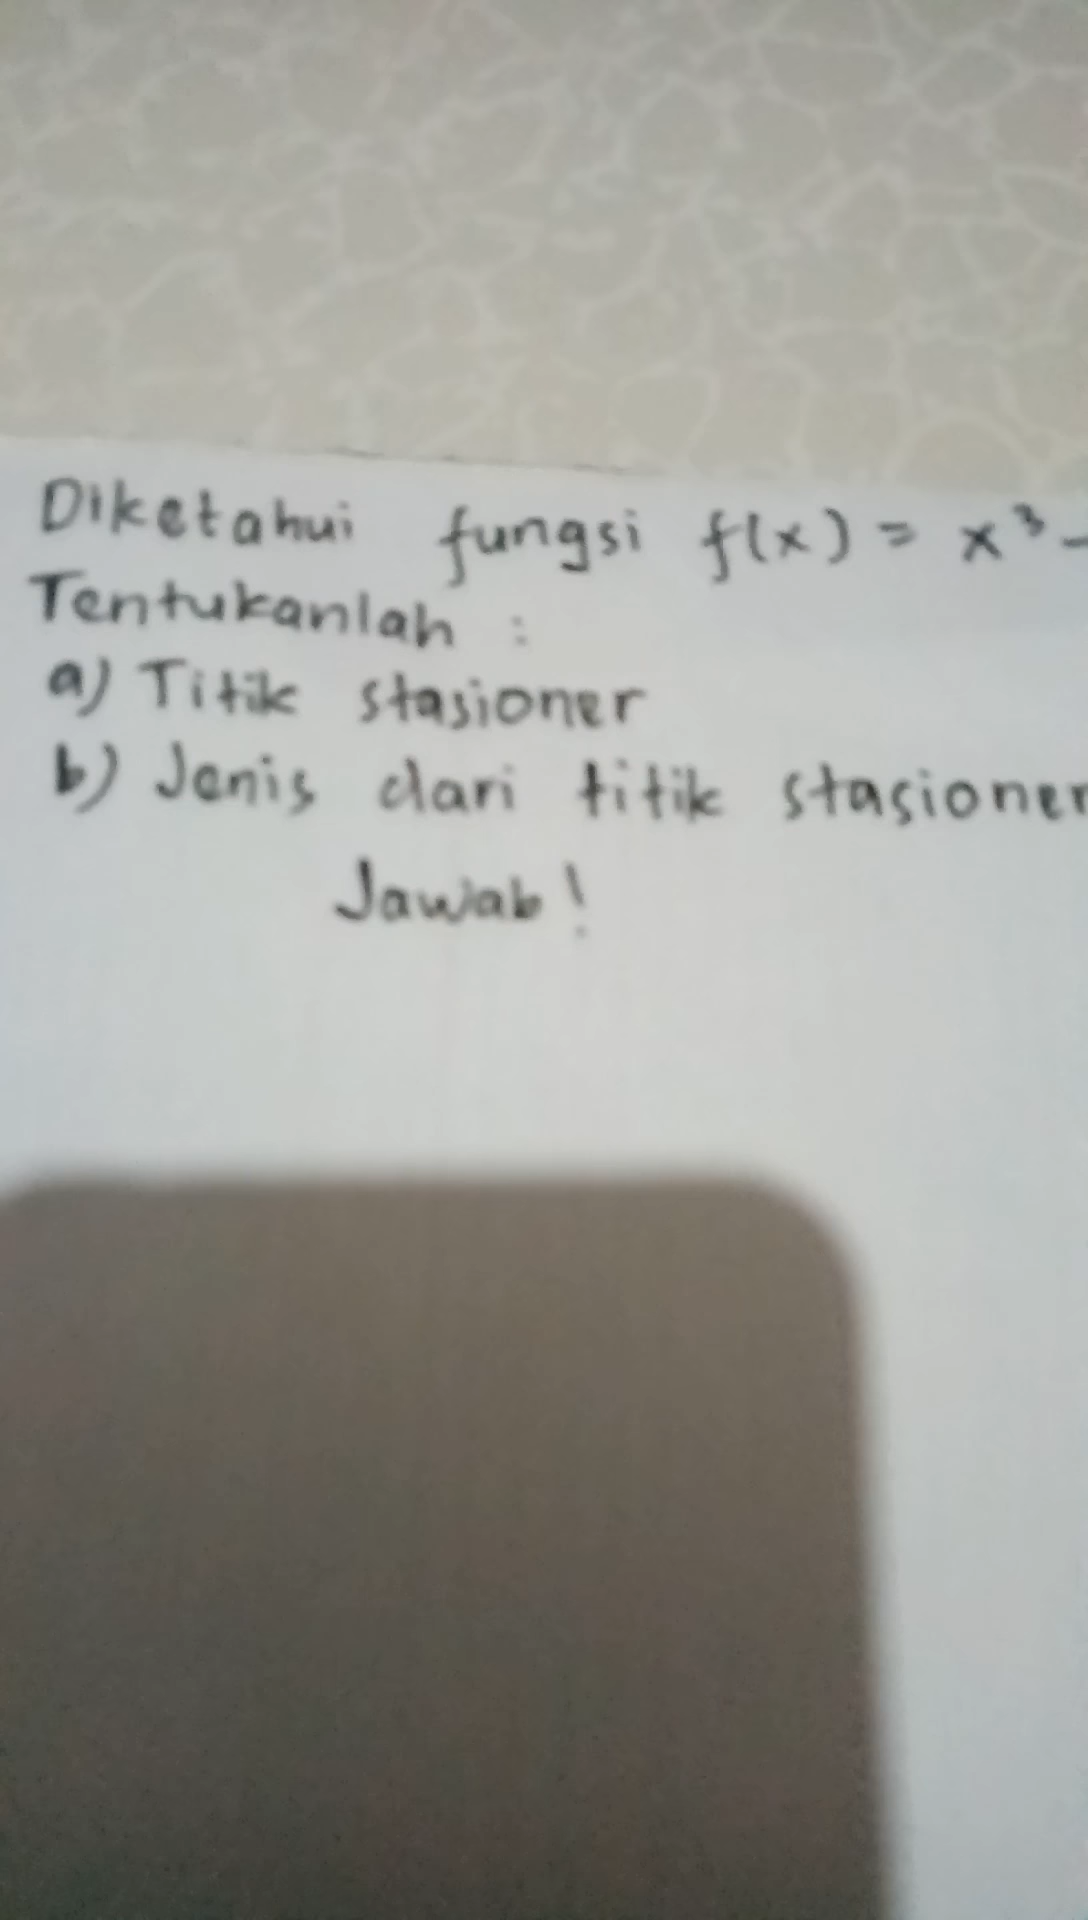 Diketahui fungsi f(x) = x³ -
Tentukanlah :
a) Titik stasioner
b) Jenis dari titik stasioner
Jawab!